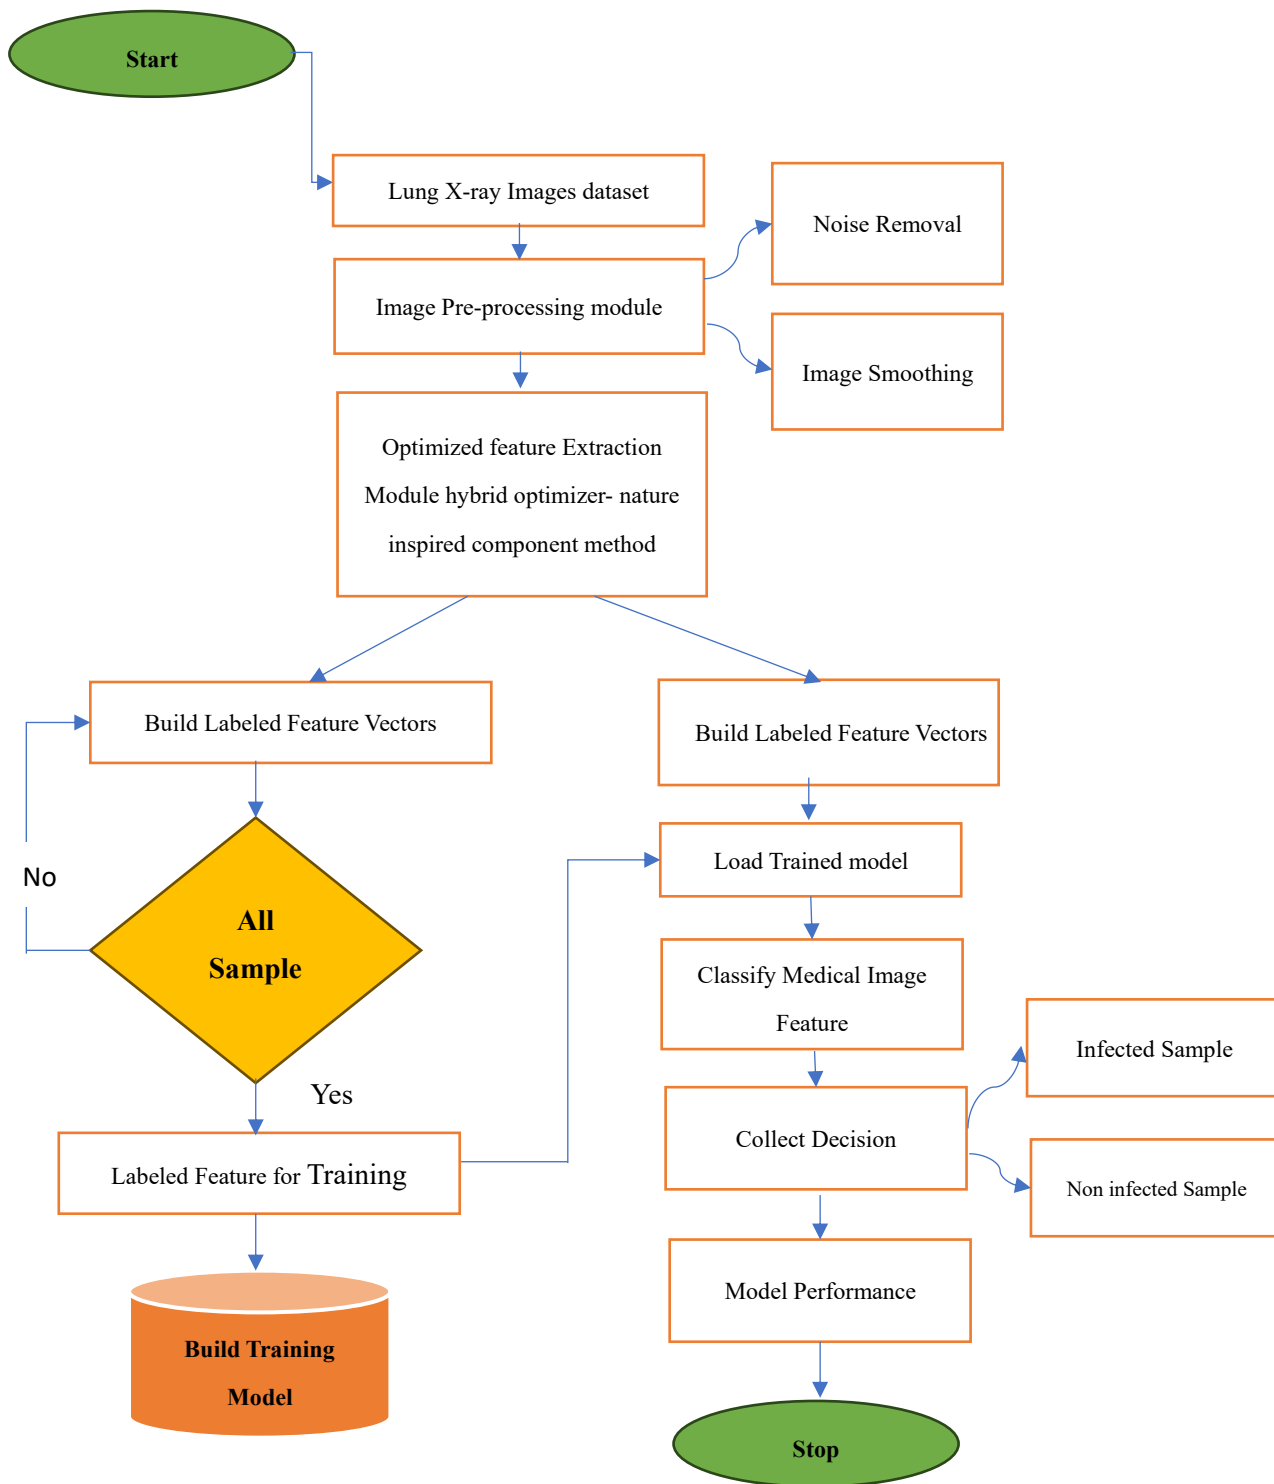 Start
Lung X-ray Images dataset
Noise Removal
Image Pre-processing module
Image Smoothing
Optimized feature Extraction
Module hybrid optimizer- nature
inspired component method
Build Labeled Feature Vectors
Build Labeled Feature Vectors
Load Trained model
No
All
Sample
Classify Medical Image
Feature
Infected Sample
Yes
Collect Decision
Labeled Feature for Training
Non infected Sample
Model Performance
Build Training
Model
Stop